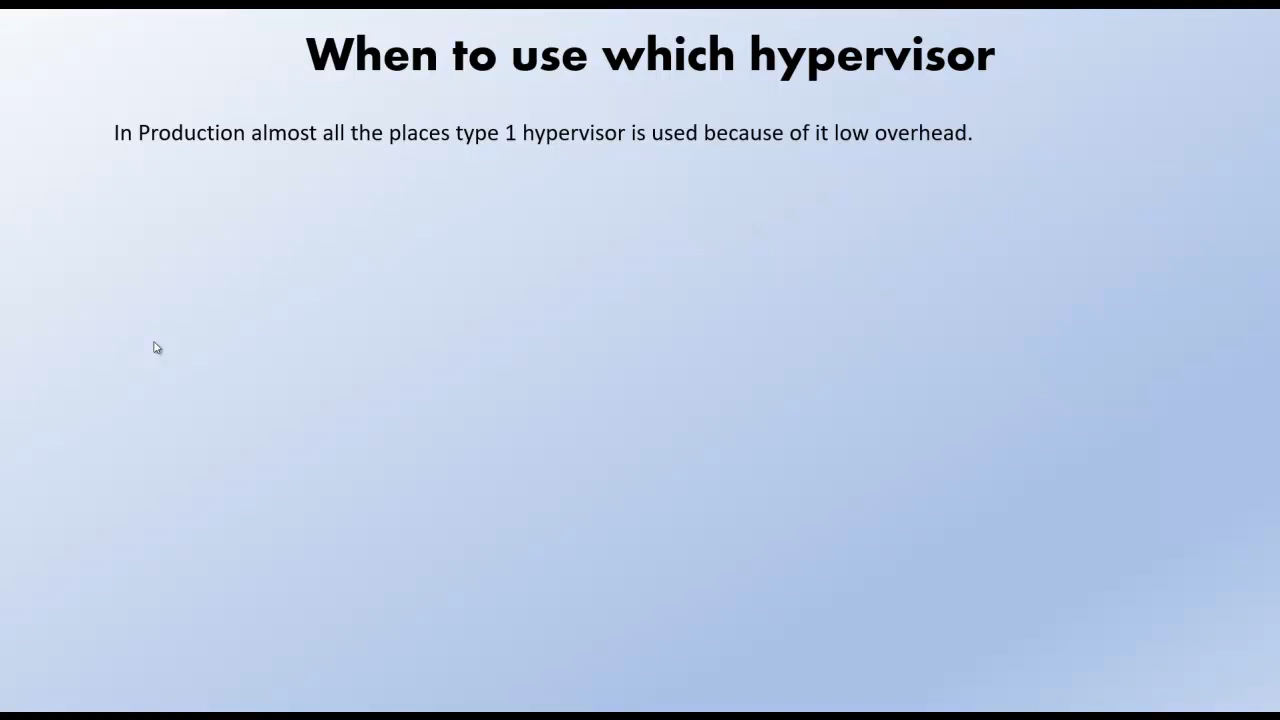 When to use which hypervisor
In Production almost all the places type 1 hypervisor is used because of it low overhead.